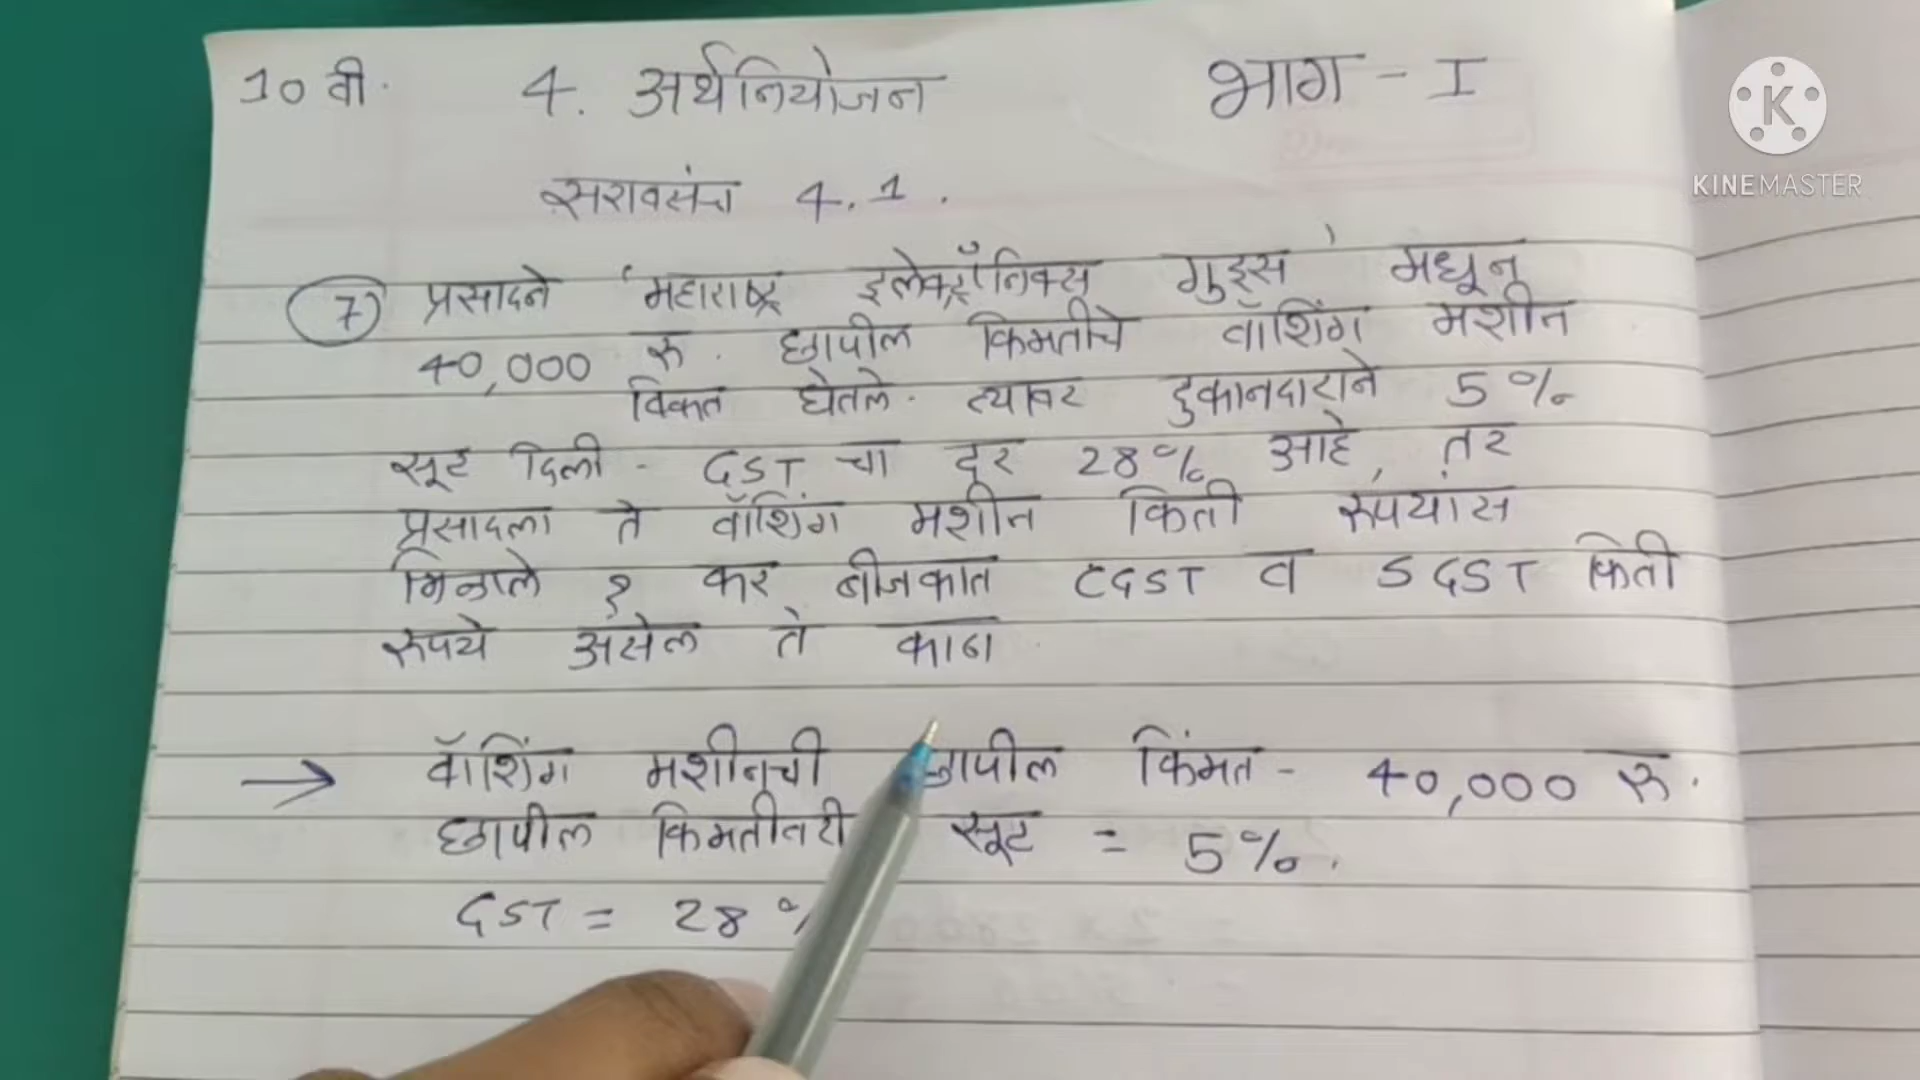 10 वी.
4. अर्थनियोजन
भाग - I
KINEMASTER
सरावसंच 4.1.
7) प्रसादने 'महाराष्ट्र इलेक्ट्रॉनिक्स गुड्स' मधून
40,000 रु. छापील किमतीचे वॉशिंग मशीन
विकत घेतले. त्यावर दुकानदाराने 5%
सूट दिली - GST चा दर 28% आहे, तर
प्रसादला ते वॉशिंग मशीन किती रुपयांस
मिळाले ? कर बीजकात CGST व SGST किती
रुपये असेल ते काढा
→ वॉशिंग मशीनची छापील किंमत - 40,000 रु.
छापील किमतीवरी सूट = 5%.
GST = 28%